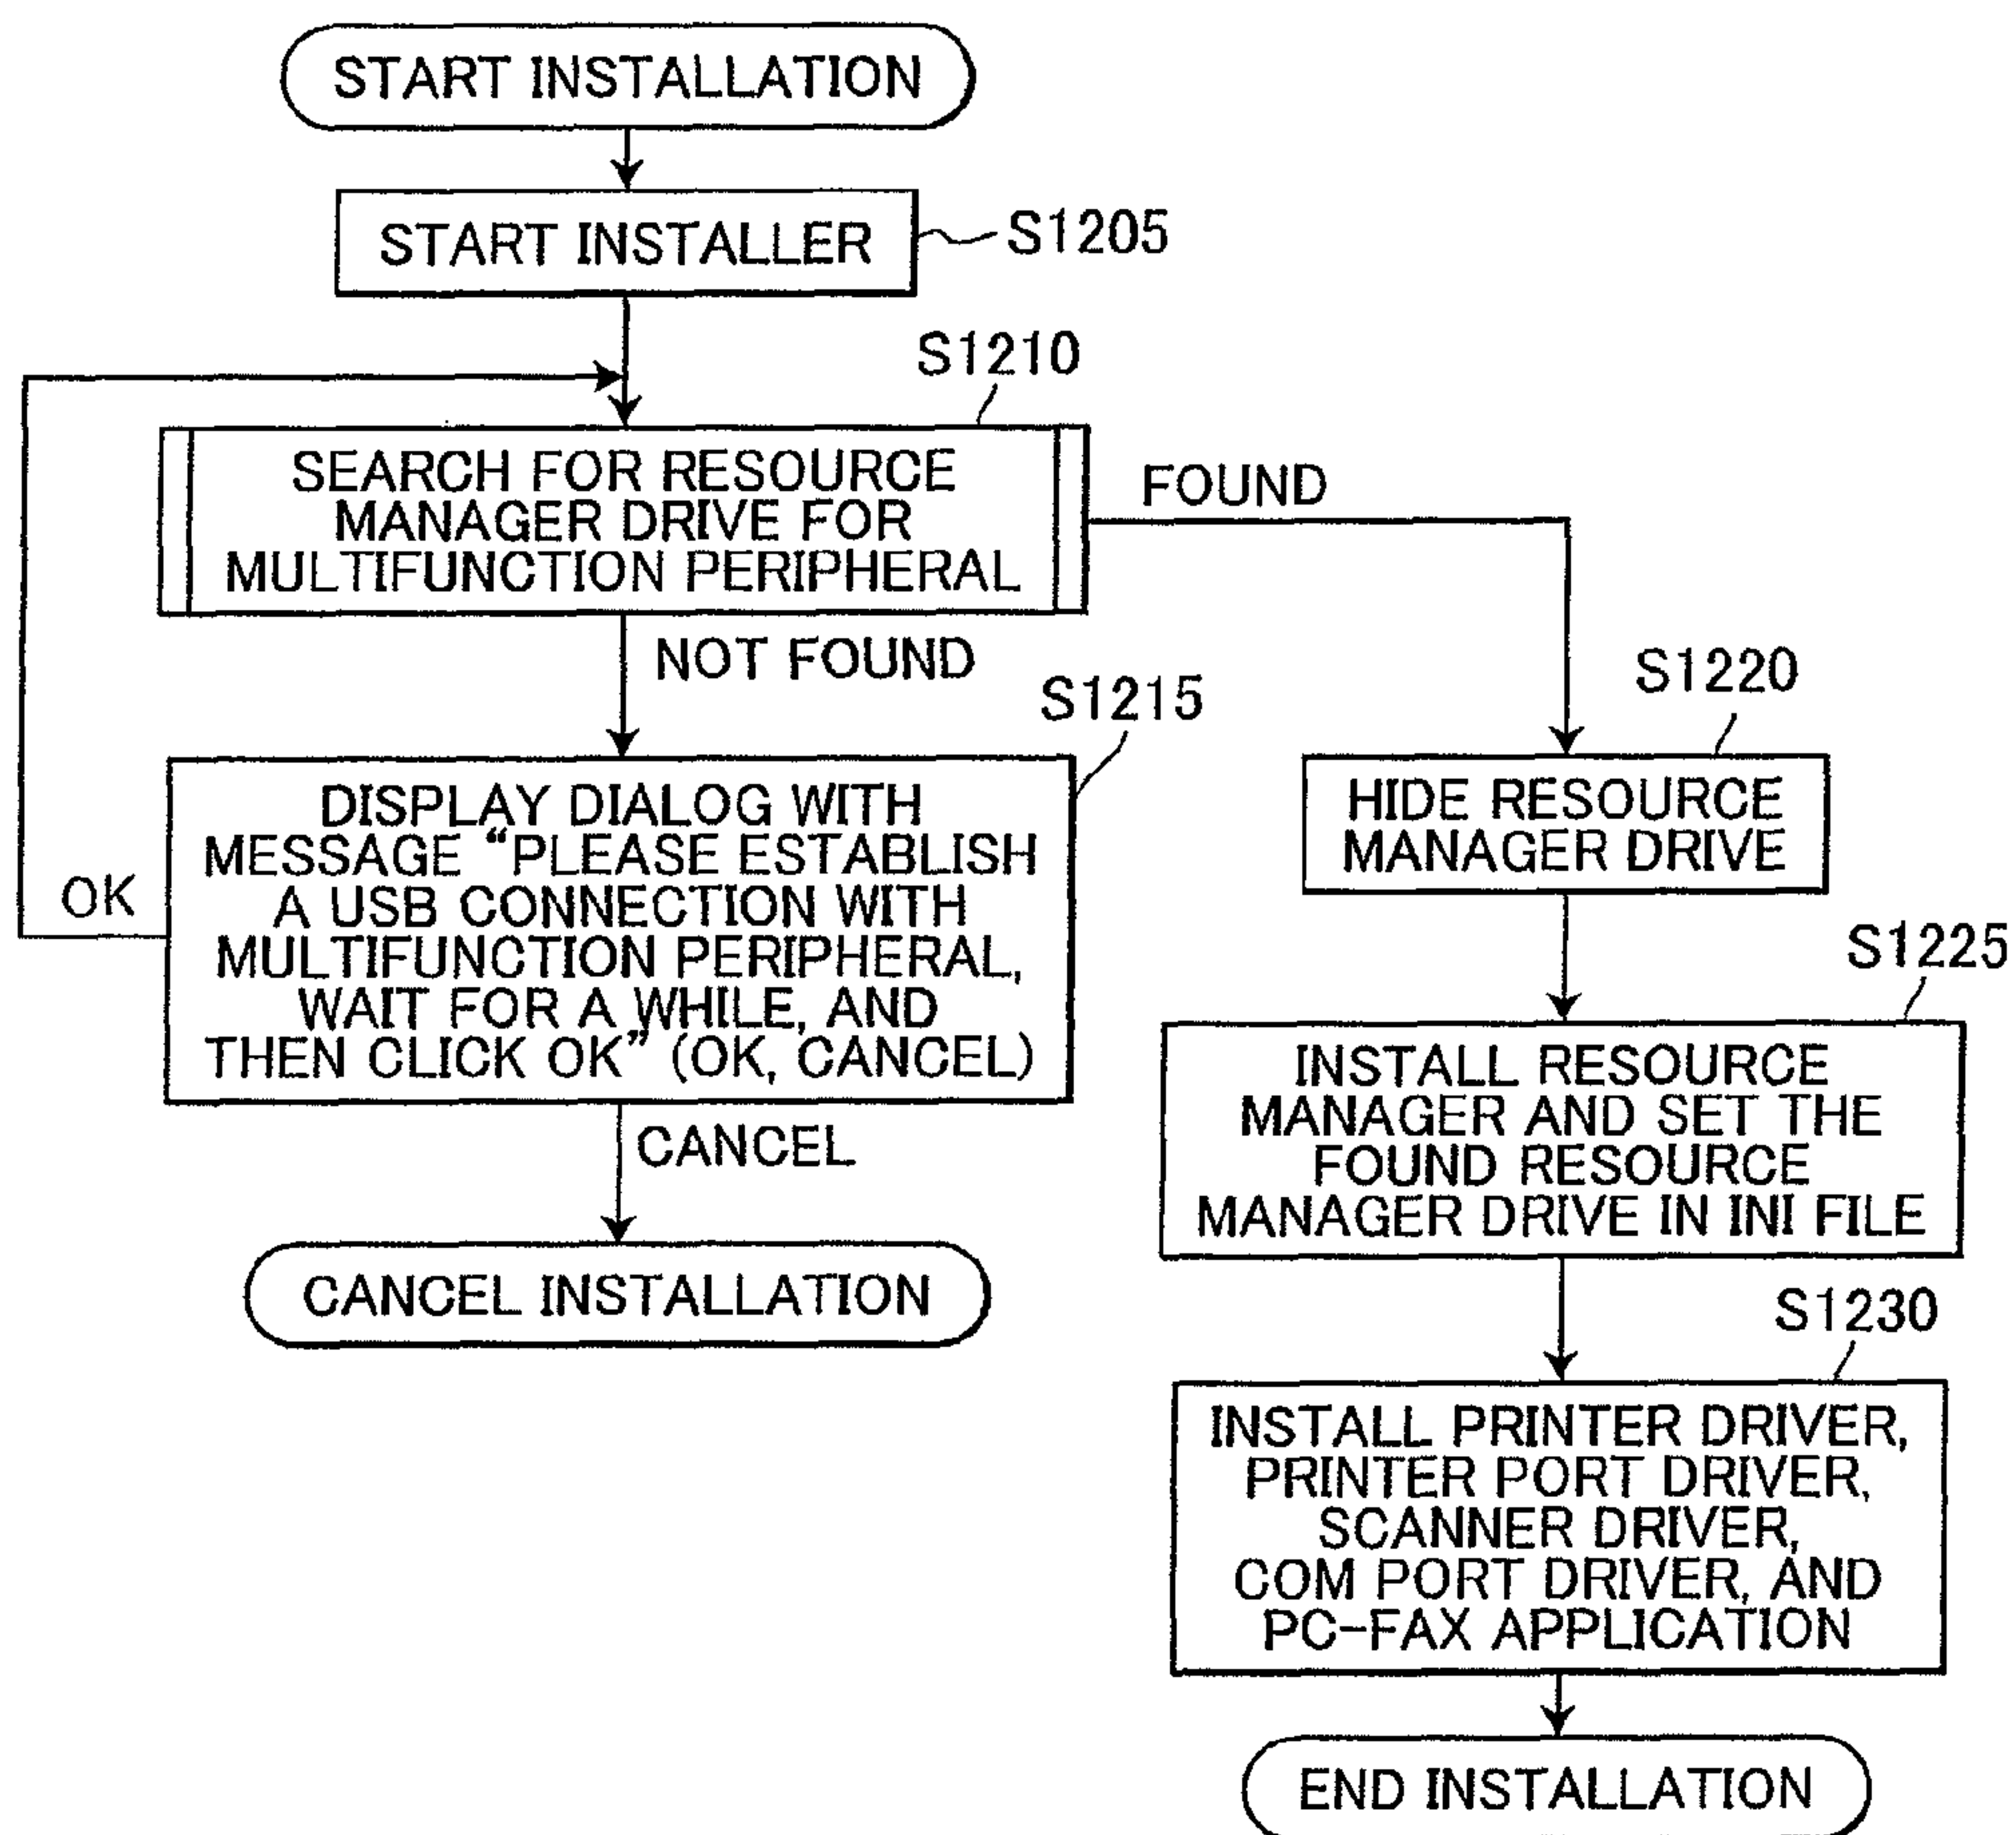 START INSTALLATION
START INSTALLER
S1205
S1210
SEARCH FOR RESOURCE
MANAGER DRIVE FOR
MULTIFUNCTION PERIPHERAL
FOUND
NOT FOUND
S1215
DISPLAY DIALOG WITH
MESSAGE “PLEASE ESTABLISH
A USB CONNECTION WITH
MULTIFUNCTION PERIPHERAL,
WAIT FOR A WHILE, AND
THEN CLICK OK” (OK, CANCEL)
OK
CANCEL
CANCEL INSTALLATION
S1220
HIDE RESOURCE
MANAGER DRIVE
S1225
INSTALL RESOURCE
MANAGER AND SET THE
FOUND RESOURCE
MANAGER DRIVE IN INI FILE
S1230
INSTALL PRINTER DRIVER,
PRINTER PORT DRIVER,
SCANNER DRIVER,
COM PORT DRIVER, AND
PC-FAX APPLICATION
END INSTALLATION